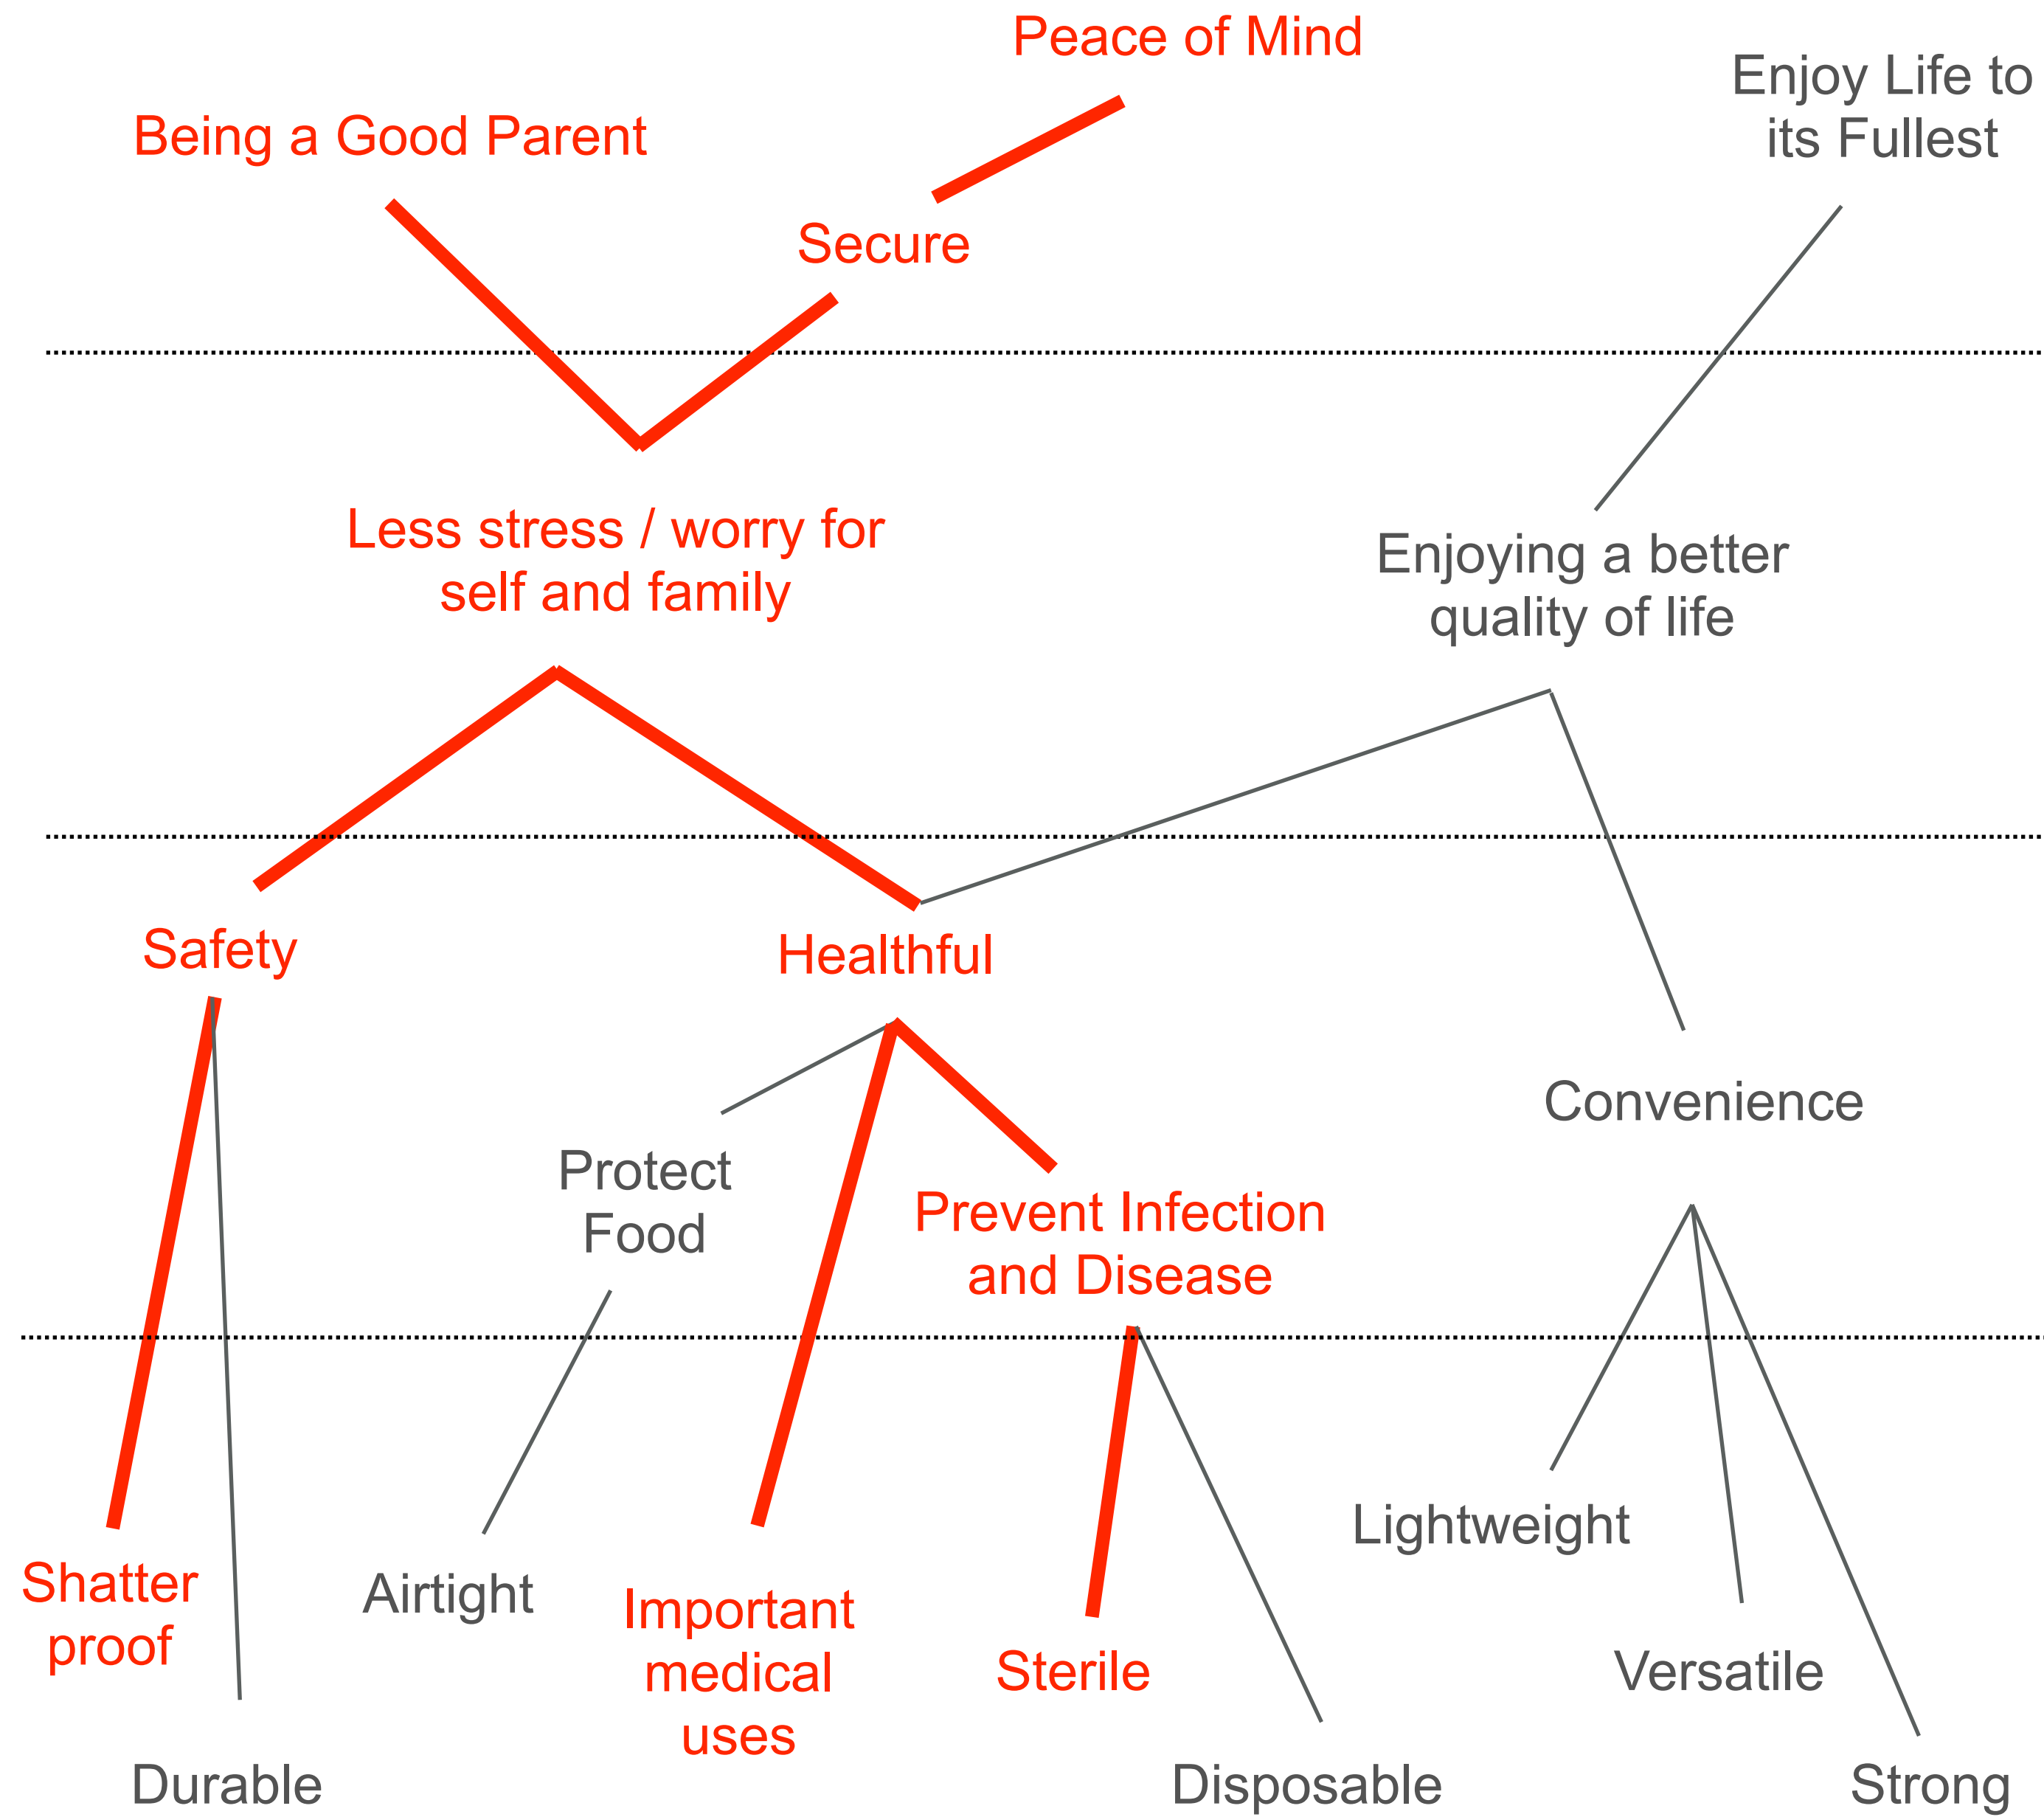 Peace of Mind
Enjoy Life to
its Fullest
Being a Good Parent
Secure
Less stress / worry for
self and family
Enjoying a better
quality of life
Safety
Healthful
Convenience
Protect
Food
Prevent Infection
and Disease
Lightweight
Shatter
proof
Airtight
Important
medical
uses
Sterile
Versatile
Durable
Disposable
Strong